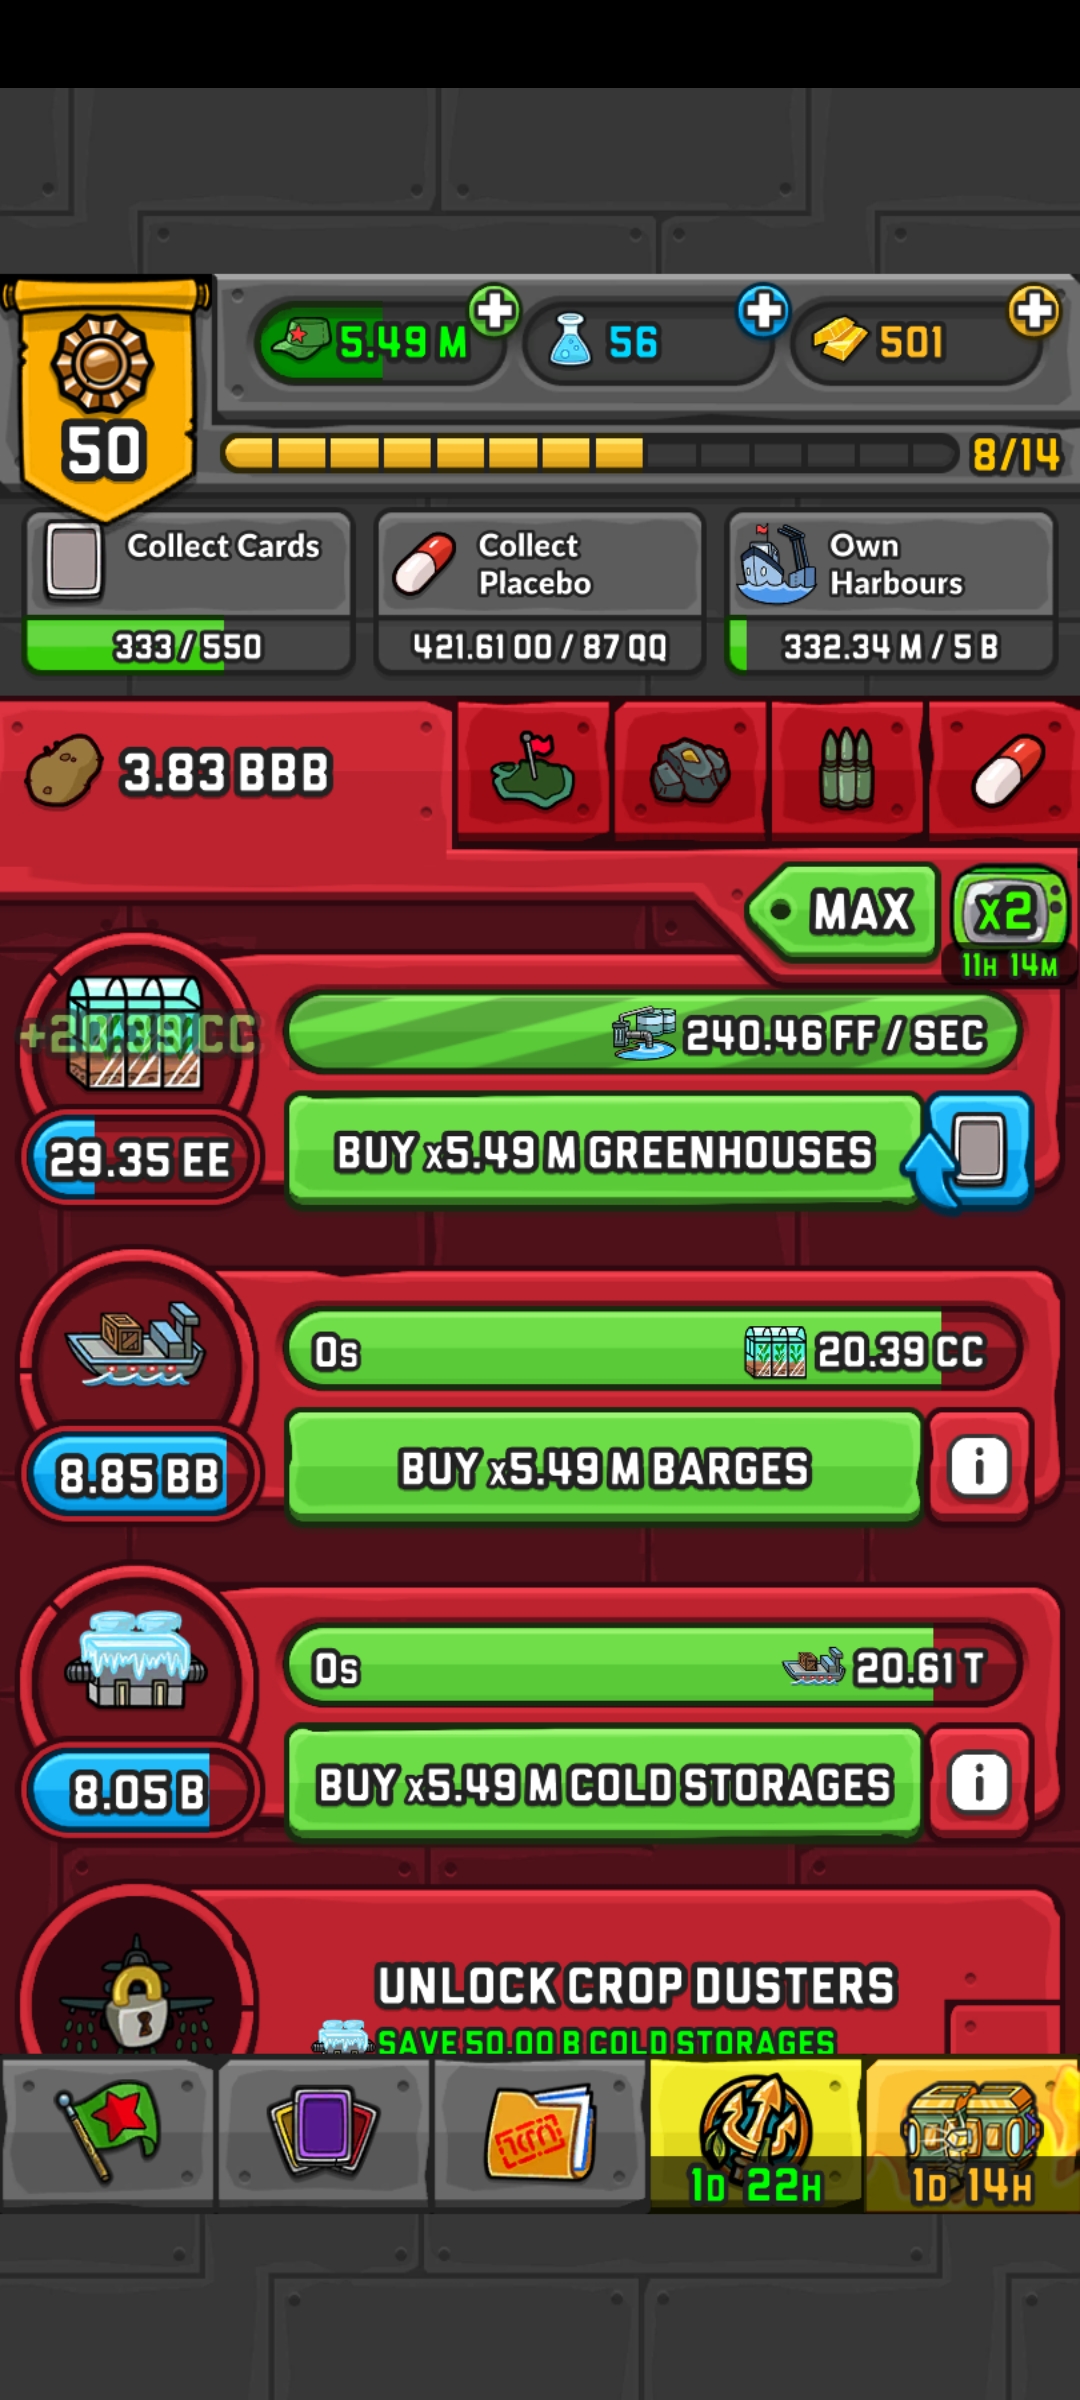 5.49 M
56
501
50
8/14
Collect Cards
333 / 550
Collect
Placebo
421.61 OO / 87 QQ
Own
Harbours
332.34 M / 5 B
3.83 BBB
MAX
x2
11H 14M
+20.39 CC
240.46 FF / SEC
29.35 EE
BUY x5.49 M GREENHOUSES
0s
20.39 CC
8.85 BB
BUY x5.49 M BARGES
i
0s
20.61 T
8.05 B
BUY x5.49 M COLD STORAGES
i
UNLOCK CROP DUSTERS
SAVE 50.00 B COLD STORAGES
1D 22H
1D 14H